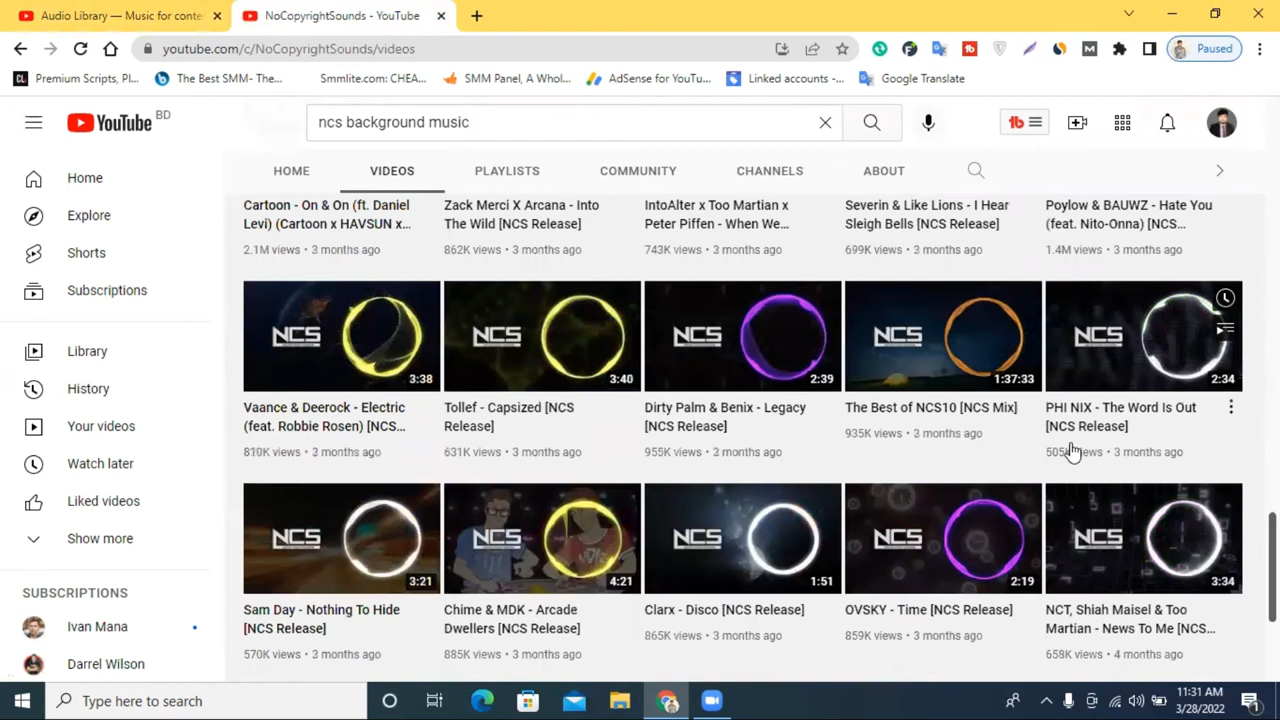 Audio Library — Music for conte
NoCopyrightSounds - YouTube
youtube.com/c/NoCopyrightSounds/videos
Paused
Premium Scripts, Pl...
The Best SMM- The...
Smmlite.com: CHEA...
SMM Panel, A Whol...
AdSense for YouTu...
Linked accounts -...
Google Translate
YouTube BD
ncs background music
HOME
VIDEOS
PLAYLISTS
COMMUNITY
CHANNELS
ABOUT
Home
Explore
Shorts
Subscriptions
Library
History
Your videos
Watch later
Liked videos
Show more
SUBSCRIPTIONS
Ivan Mana
Darrel Wilson
Cartoon - On & On (ft. Daniel
Levi) (Cartoon x HAVSUN x...
2.1M views • 3 months ago
Zack Merci X Arcana - Into
The Wild [NCS Release]
862K views • 3 months ago
IntoAlter x Too Martian x
Peter Piffen - When We...
743K views • 3 months ago
Severin & Like Lions - I Hear
Sleigh Bells [NCS Release]
699K views • 3 months ago
Poylow & BAUWZ - Hate You
(feat. Nito-Onna) [NCS...
1.4M views • 3 months ago
NCS
3:38
Vaance & Deerock - Electric
(feat. Robbie Rosen) [NCS...
810K views • 3 months ago
NCS
3:40
Tollef - Capsized [NCS
Release]
631K views • 3 months ago
NCS
2:39
Dirty Palm & Benix - Legacy
[NCS Release]
955K views • 3 months ago
NCS
1:37:33
The Best of NCS10 [NCS Mix]
935K views • 3 months ago
NCS
2:34
PHI NIX - The Word Is Out
[NCS Release]
505K views • 3 months ago
NCS
3:21
Sam Day - Nothing To Hide
[NCS Release]
570K views • 3 months ago
NCS
4:21
Chime & MDK - Arcade
Dwellers [NCS Release]
885K views • 3 months ago
NCS
1:51
Clarx - Disco [NCS Release]
865K views • 3 months ago
NCS
2:19
OVSKY - Time [NCS Release]
859K views • 3 months ago
NCS
3:34
NCT, Shiah Maisel & Too
Martian - News To Me [NCS...
658K views • 4 months ago
Type here to search
11:31 AM
3/28/2022